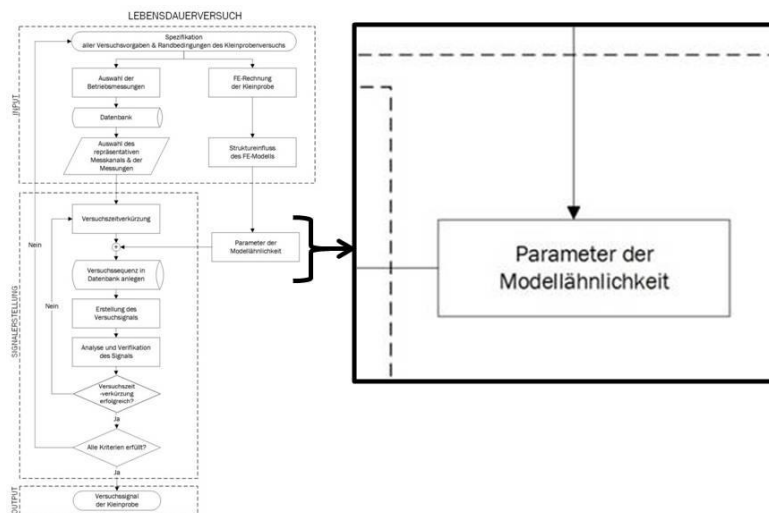 LEBENSDAUERVERSUCH
Spezifikation
aller Versuchsvorgaben & Randbedingungen des Kleinprobenversuchs
INPUT
Auswahl der
Betriebsmessungen
FE-Rechnung
der Kleinprobe
Datenbank
Auswahl des
repräsentativen
Messkanals & der
Messungen
Struktureinfluss
des FE-Modells
SIGNALERSTELLUNG
Nein
Versuchszeitverkürzung
+
Parameter der
Modellähnlichkeit
Versuchssequenz in
Datenbank anlegen
Nein
Erstellung des
Versuchsignals
Analyse und Verifikation
des Signals
Versuchszeit
-verkürzung
erfolgreich?
Ja
Alle Kriterien erfüllt?
Ja
OUTPUT
Versuchssignal
der Kleinprobe
Parameter der
Modellähnlichkeit